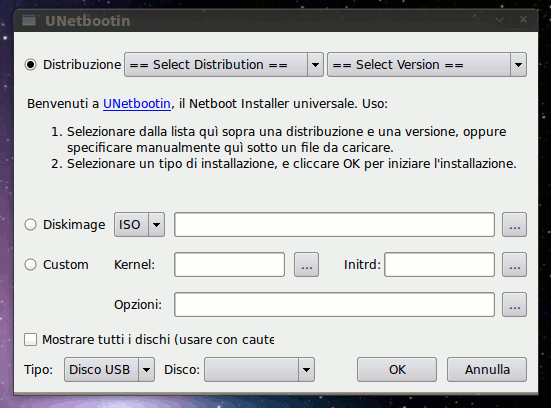 UNetbootin
Distribuzione == Select Distribution == == Select Version ==
Benvenuti a UNetbootin, il Netboot Installer universale. Uso:
1. Selezionare dalla lista quì sopra una distribuzione e una versione, oppure
specificare manualmente quì sotto un file da caricare.
2. Selezionare un tipo di installazione, e cliccare OK per iniziare l'installazione.
Diskimage ISO ...
Custom Kernel: ... Initrd: ...
Opzioni:
Mostrare tutti i dischi (usare con caute
Tipo: Disco USB Disco: OK Annulla